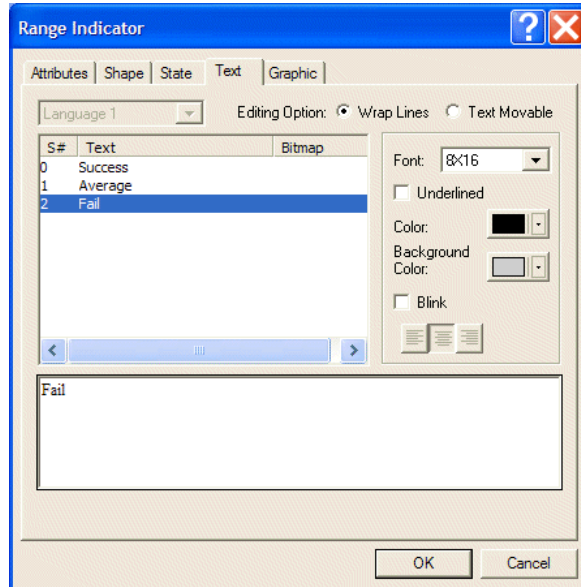 Range Indicator
Attributes Shape State Text Graphic
Language 1 Editing Option: Wrap Lines Text Movable
S# Text Bitmap
0 Success
1 Average
2 Fail
Font: 8X16
Underlined
Color:
Background
Color:
Blink
Fail
OK Cancel